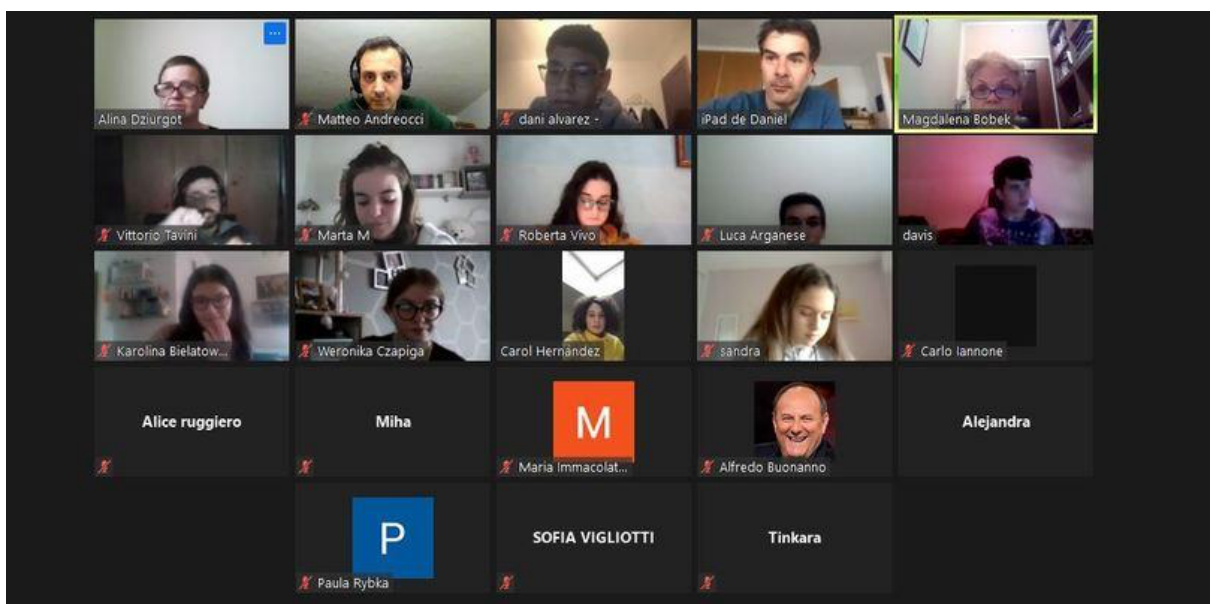 Alina Dziurgot
Matteo Andreocci
dani alvarez -
iPad de Daniel
Magdalena Bobek
Vittorio Tavini
Marta M
Roberta Vivo
Luca Arganese
davis
Karolina Bielatow...
Weronika Czapiga
Carol Hernández
sandra
Carlo Iannone
Alice ruggiero
Miha
M
Maria Immacolat...
Alfredo Buonanno
Alejandra
P
Paula Rybka
SOFIA VIGLIOTTI
Tinkara